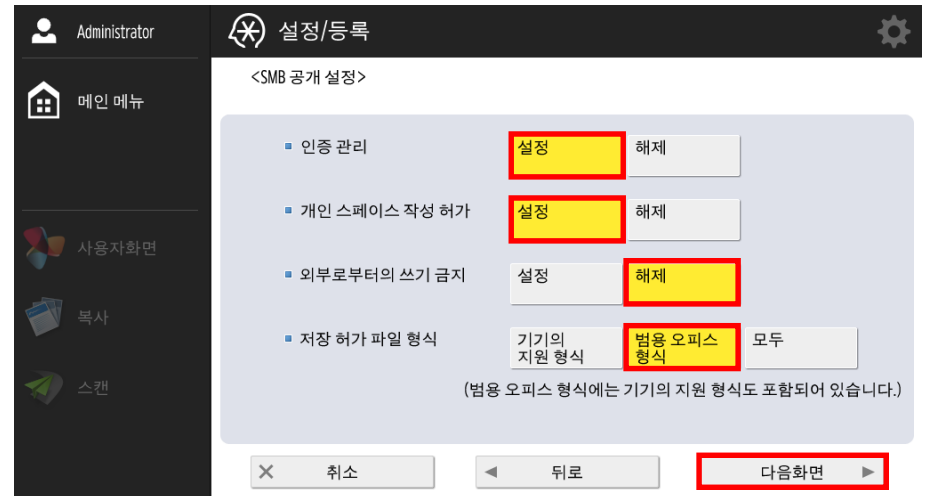 Administrator
설정/등록
<SMB 공개 설정>
메인 메뉴
인증 관리
설정
해제
개인 스페이스 작성 허가
설정
해제
사용자화면
외부로부터의 쓰기 금지
설정
해제
복사
저장 허가 파일 형식
기기의
지원 형식
범용 오피스
형식
모두
스캔
(범용 오피스 형식에는 기기의 지원 형식도 포함되어 있습니다.)
취소
뒤로
다음화면